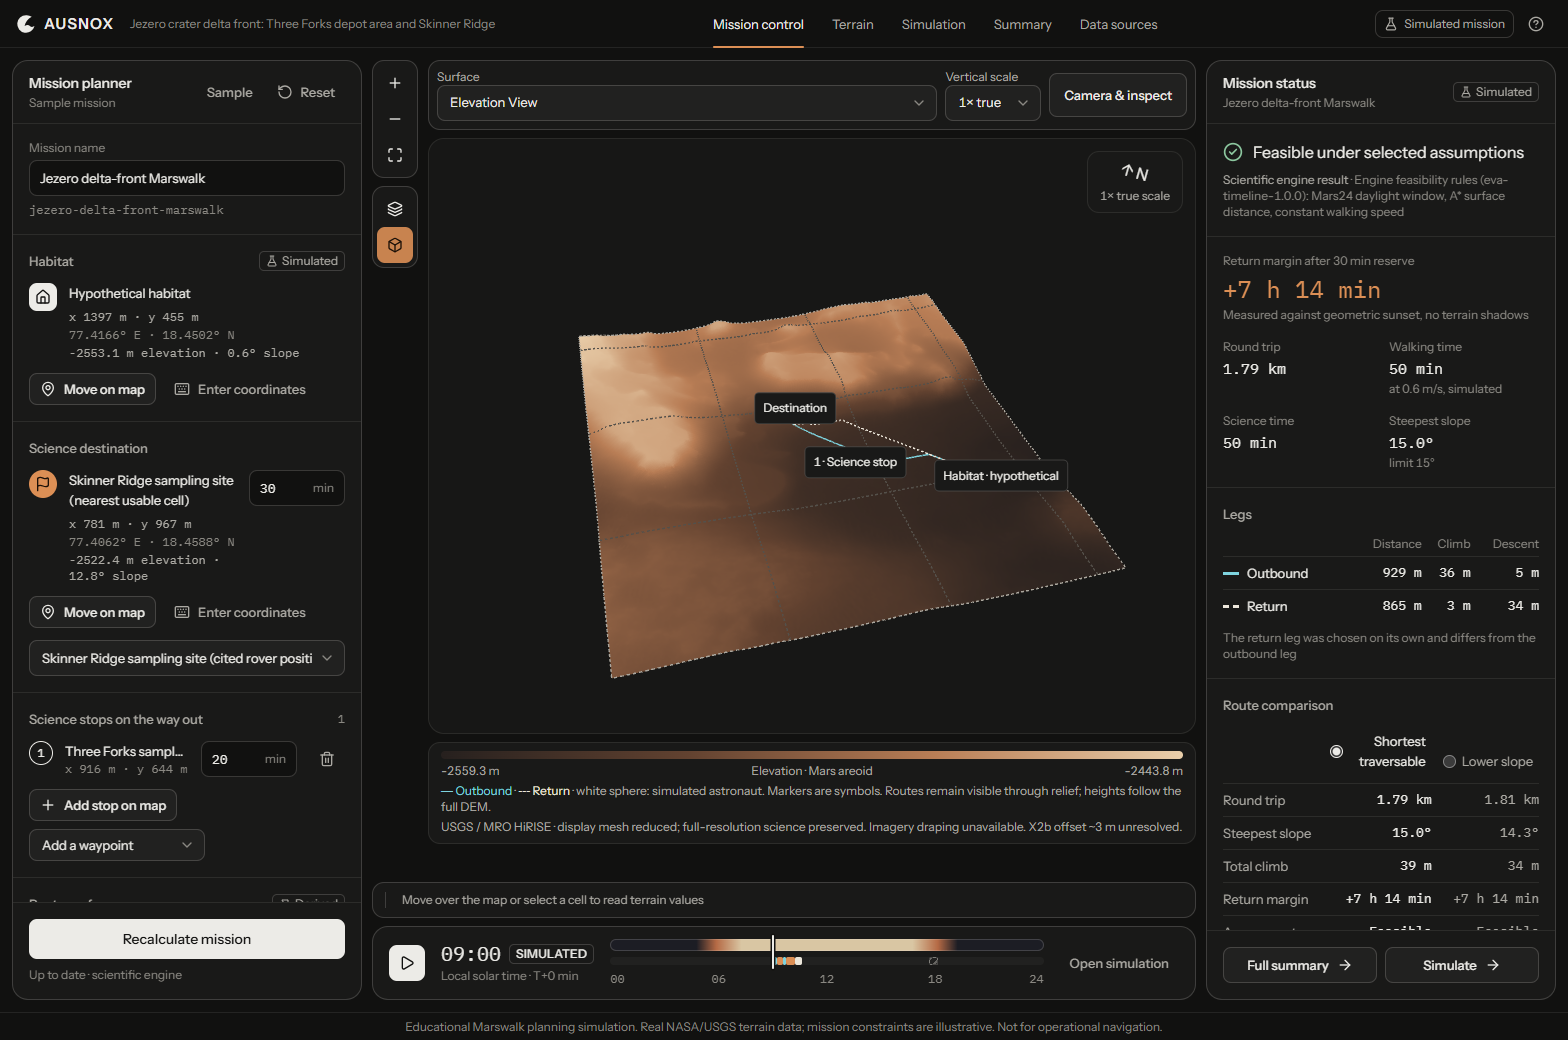 AUSNOX
Jezero crater delta front: Three Forks depot area and Skinner Ridge
Mission control
Terrain
Simulation
Summary
Data sources
Simulated mission
Mission planner
Sample mission
Sample
Reset
Mission name
Jezero delta-front Marswalk
jezero-delta-front-marswalk
Habitat
Simulated
Hypothetical habitat
x 1397 m · y 455 m
77.4166° E · 18.4502° N
-2553.1 m elevation · 0.6° slope
Move on map
Enter coordinates
Science destination
Skinner Ridge sampling site
(nearest usable cell)
30 min
x 781 m · y 967 m
77.4062° E · 18.4588° N
-2522.4 m elevation ·
12.8° slope
Move on map
Enter coordinates
Skinner Ridge sampling site (cited rover positi
Science stops on the way out
1
1
Three Forks sampl...
x 916 m · y 644 m
20 min
Add stop on map
Add a waypoint
Recalculate mission
Up to date · scientific engine
Surface
Elevation View
Vertical scale
1× true
Camera & inspect
N
1× true scale
Destination
1 · Science stop
Habitat · hypothetical
-2559.3 m
Elevation · Mars areoid
-2443.8 m
— Outbound · --- Return · white sphere: simulated astronaut. Markers are symbols. Routes remain visible through relief; heights follow the
full DEM.
USGS / MRO HiRISE · display mesh reduced; full-resolution science preserved. Imagery draping unavailable. X2b offset ~3 m unresolved.
Move over the map or select a cell to read terrain values
09:00
SIMULATED
Local solar time · T+0 min
00
06
12
18
24
Open simulation
Mission status
Jezero delta-front Marswalk
Simulated
Feasible under selected assumptions
Scientific engine result · Engine feasibility rules (eva-
timeline-1.0.0): Mars24 daylight window, A* surface
distance, constant walking speed
Return margin after 30 min reserve
+7 h 14 min
Measured against geometric sunset, no terrain shadows
Round trip
Walking time
1.79 km
50 min
at 0.6 m/s, simulated
Science time
Steepest slope
50 min
15.0°
limit 15°
Legs
Distance Climb Descent
Outbound 929 m 36 m 5 m
Return 865 m 3 m 34 m
The return leg was chosen on its own and differs from the
outbound leg
Route comparison
Shortest
traversable
Lower slope
Round trip 1.79 km 1.81 km
Steepest slope 15.0° 14.3°
Total climb 39 m 34 m
Return margin +7 h 14 min +7 h 14 min
Full summary
Simulate
Educational Marswalk planning simulation. Real NASA/USGS terrain data; mission constraints are illustrative. Not for operational navigation.